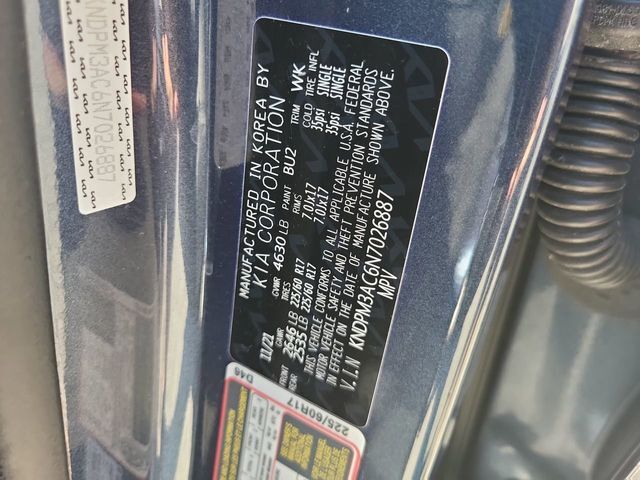 MANUFACTURED IN KOREA BY
KIA CORPORATION
11/21 GVWR 4630 LB PAINT BU2 TRIM WK
GAWR TIRES RIMS COLD TIRE INFL
FRONT 2646 LB 225/60 R17 7.0Jx17 35psi SINGLE
REAR 2535 LB 225/60 R17 7.0Jx17 35psi SINGLE
THIS VEHICLE CONFORMS TO ALL APPLICABLE U.S.A. FEDERAL
MOTOR VEHICLE SAFETY AND THEFT PREVENTION STANDARDS
IN EFFECT ON THE DATE OF MANUFACTURE SHOWN ABOVE.
V.I.N KNDPM3AC6N7026887
MPV
KNDPM3AC6N7026887
D46
225/60R17